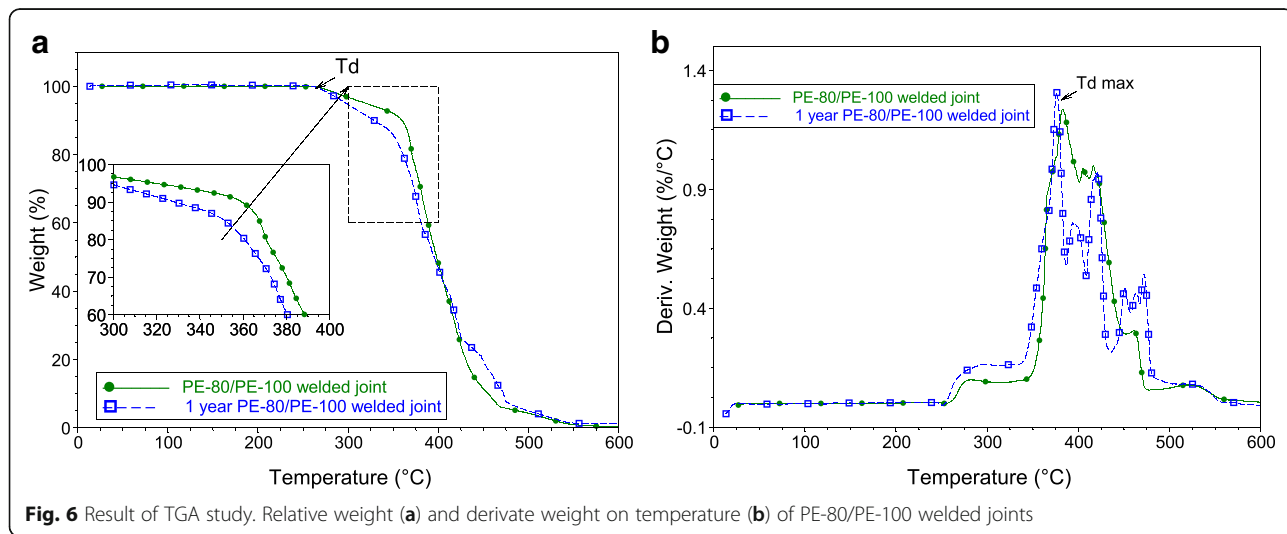 a
Td
Weight (%)
100
80
60
40
20
0
100
90
80
70
60
300 320 340 360 380 400
PE-80/PE-100 welded joint
1 year PE-80/PE-100 welded joint
0 100 200 300 400 500 600
Temperature (°C)
b
1.4
0.9
0.4
-0.1
Deriv. Weight (%/°C)
PE-80/PE-100 welded joint
1 year PE-80/PE-100 welded joint
Td max
0 100 200 300 400 500 600
Temperature (°C)
Fig. 6 Result of TGA study. Relative weight (a) and derivate weight on temperature (b) of PE-80/PE-100 welded joints